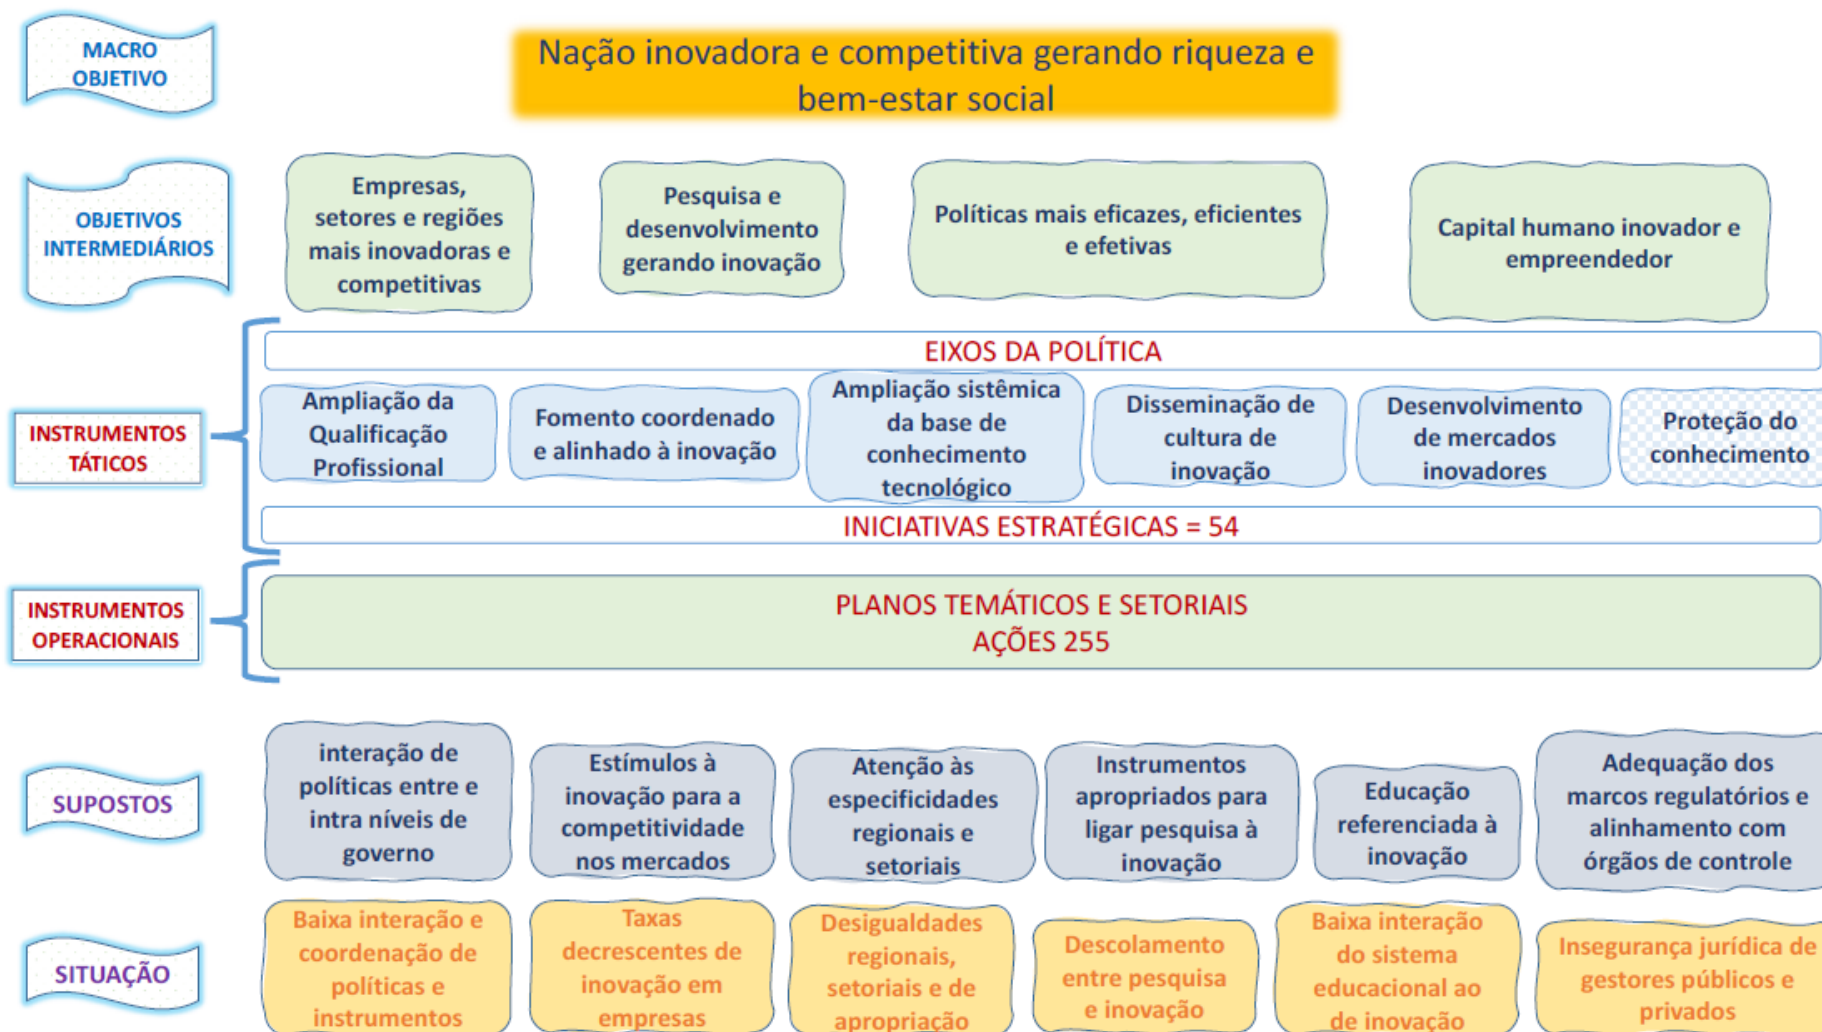 MACRO
OBJETIVO
Nação inovadora e competitiva gerando riqueza e
bem-estar social
OBJETIVOS
INTERMEDIÁRIOS
Empresas,
setores e regiões
mais inovadoras e
competitivas
Pesquisa e
desenvolvimento
gerando inovação
Políticas mais eficazes, eficientes
e efetivas
Capital humano inovador e
empreendedor
EIXOS DA POLÍTICA
INSTRUMENTOS
TÁTICOS
Ampliação da
Qualificação
Profissional
Fomento coordenado
e alinhado à inovação
Ampliação sistêmica
da base de
conhecimento
tecnológico
Disseminação de
cultura de
inovação
Desenvolvimento
de mercados
inovadores
Proteção do
conhecimento
INICIATIVAS ESTRATÉGICAS = 54
INSTRUMENTOS
OPERACIONAIS
PLANOS TEMÁTICOS E SETORIAIS
AÇÕES 255
SUPOSTOS
interação de
políticas entre e
intra níveis de
governo
Estímulos à
inovação para a
competitividade
nos mercados
Atenção às
especificidades
regionais e
setoriais
Instrumentos
apropriados para
ligar pesquisa à
inovação
Educação
referenciada à
inovação
Adequação dos
marcos regulatórios e
alinhamento com
órgãos de controle
SITUAÇÃO
Baixa interação e
coordenação de
políticas e
instrumentos
Taxas
decrescentes de
inovação em
empresas
Desigualdades
regionais,
setoriais e de
apropriação
Descolamento
entre pesquisa
e inovação
Baixa interação
do sistema
educacional ao
de inovação
Insegurança jurídica de
gestores públicos e
privados